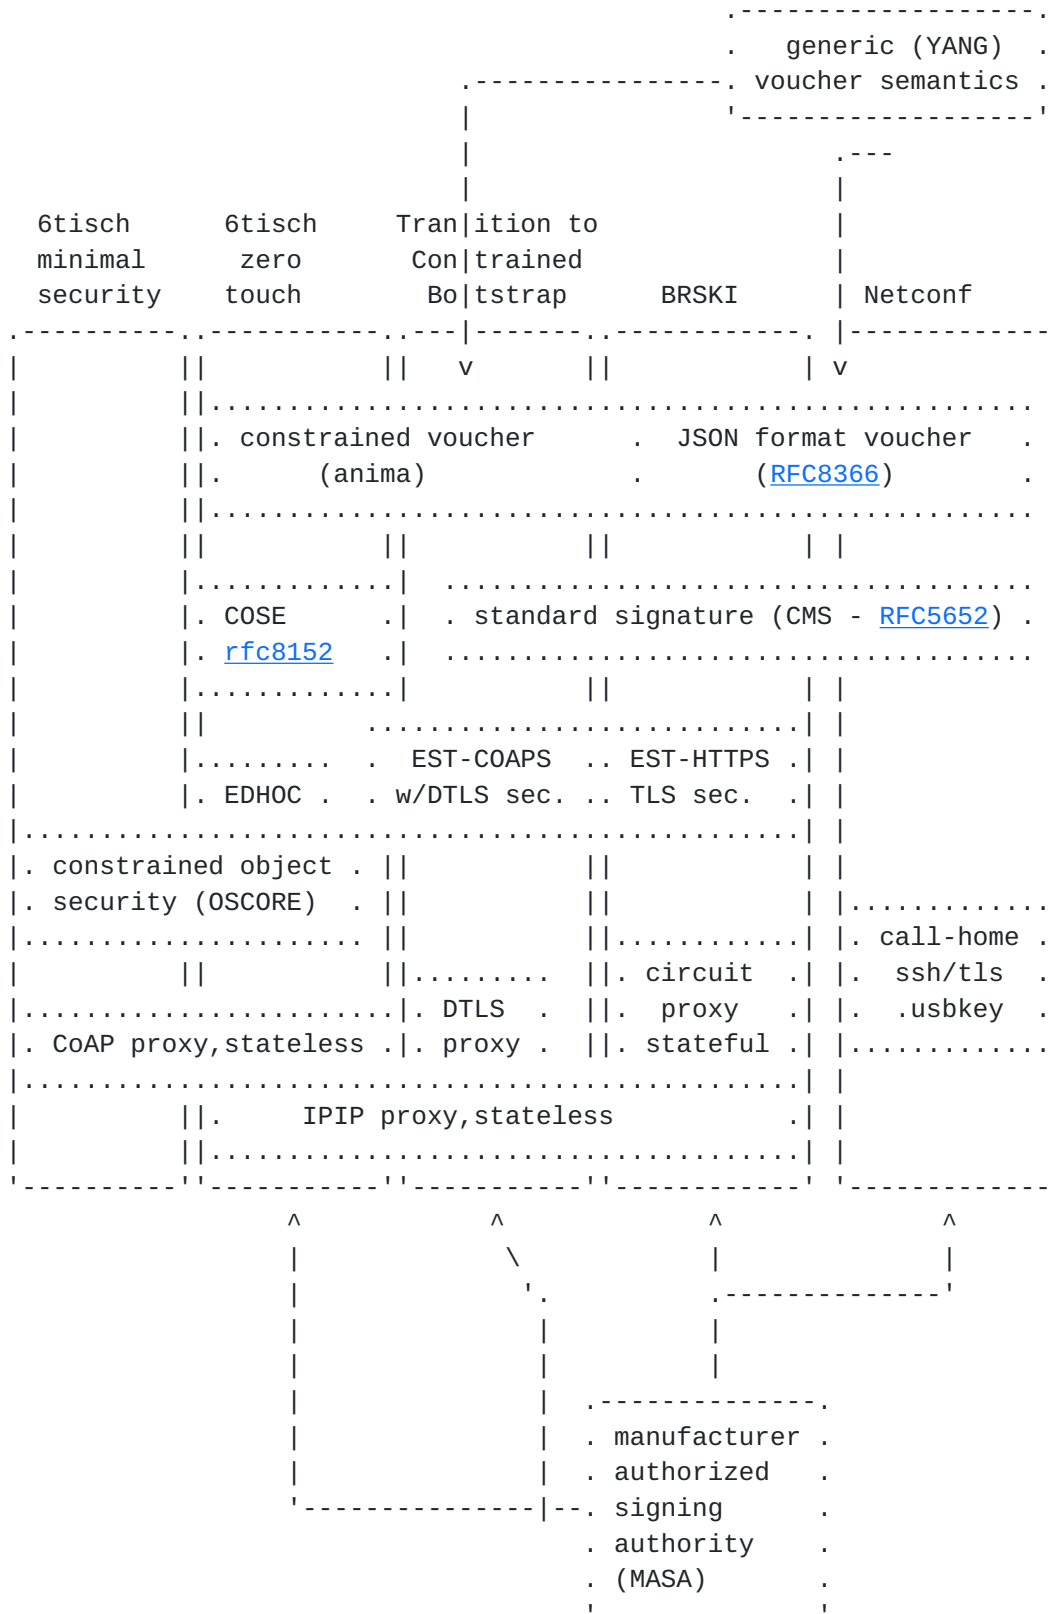 generic (YANG)
voucher semantics
6tisch 6tisch Tran|ition to
minimal zero Con|trained
security touch Bo|tstrap BRSKI | Netconf
v v
constrained voucher . JSON format voucher
(anima) . (RFC8366)
COSE . standard signature (CMS - RFC5652)
rfc8152
EST-COAPS .. EST-HTTPS
EDHOC . . w/DTLS sec. .. TLS sec.
constrained object
security (OSCORE)
call-home
circuit ssh/tls
DTLS proxy .usbkey
CoAP proxy,stateless proxy stateful
IPIP proxy,stateless
manufacturer
authorized
signing
authority
(MASA)